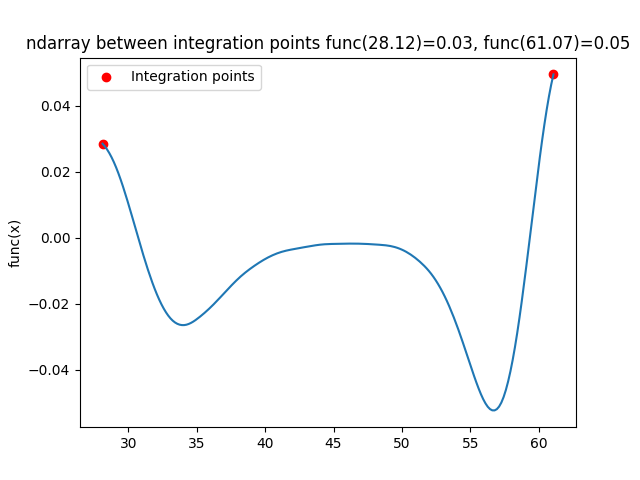 ndarray between integration points func(28.12)=0.03, func(61.07)=0.05
Integration points
func(x)
0.04
0.02
0.00
−0.02
−0.04
30 35 40 45 50 55 60